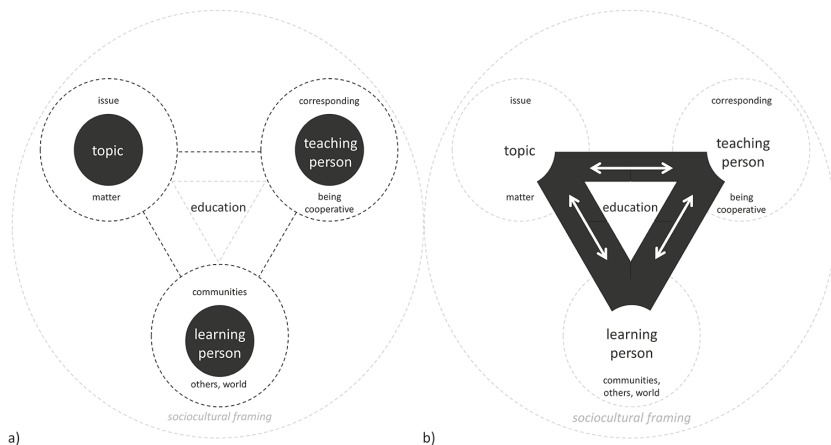 issue
topic
matter
corresponding
teaching
person
being
cooperative
education
communities
learning
person
others, world
sociocultural framing
a)
issue
topic
matter
corresponding
teaching
person
being
cooperative
education
learning
person
communities,
others, world
sociocultural framing
b)